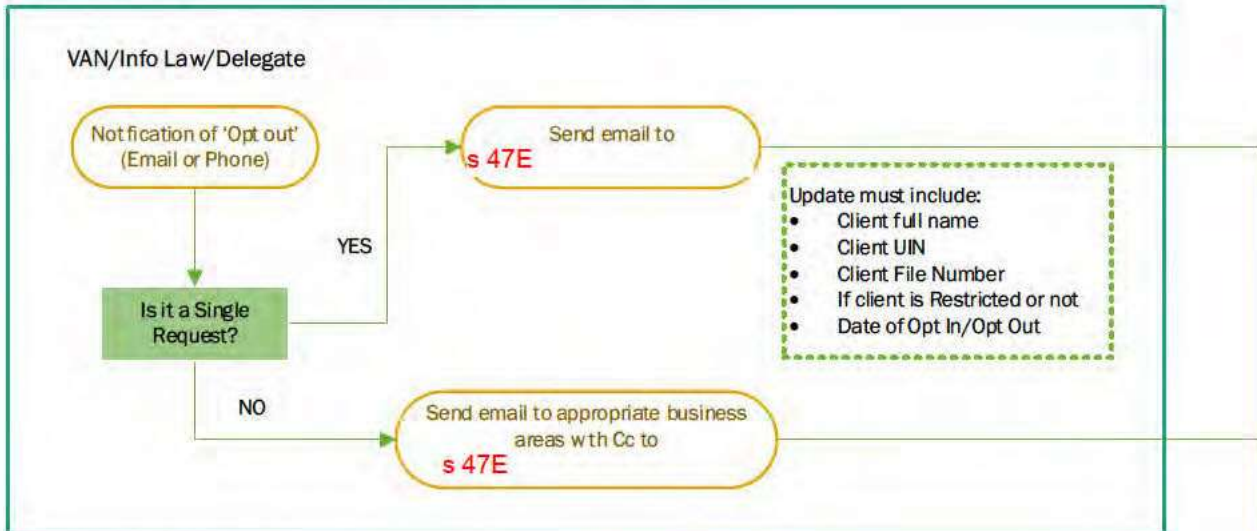 VAN/Info Law/Delegate
Notfication of 'Opt out'
(Email or Phone)
Send email to
s 47E
Update must include:
• Client full name
• Client UIN
• Client File Number
• If client is Restricted or not
• Date of Opt In/Opt Out
YES
Is it a Single
Request?
NO
Send email to appropriate business
areas wth Cc to
s 47E